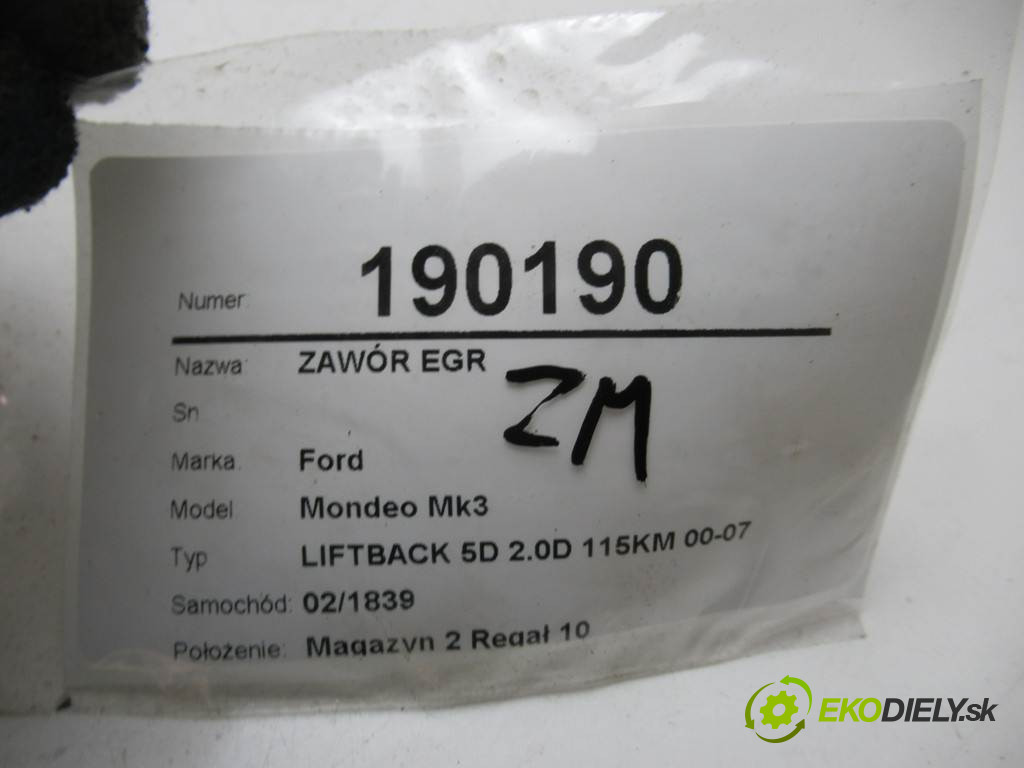 Numer: 190190
Nazwa: ZAWÓR EGR
ZM
Sn
Marka: Ford
Model Mondeo Mk3
Typ LIFTBACK 5D 2.0D 115KM 00-07
Samochód: 02/1839
Położenie: Magazyn 2 Regał 10
EKODIELY.sk